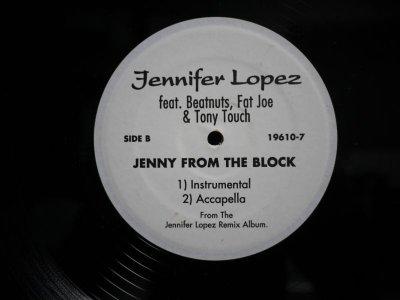 Jennifer Lopez
feat. Beatnuts, Fat Joe
& Tony Touch
SIDE B 19610-7
JENNY FROM THE BLOCK
1) Instrumental
2) Accapella
From The
Jennifer Lopez Remix Album.